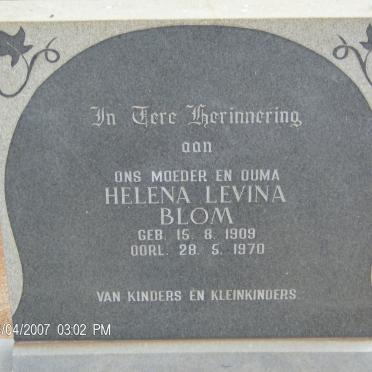 In Tere Herinnering
aan
ONS MOEDER EN OUMA
HELENA LEVINA
BLOM
GEB. 15. 8. 1909
OORL. 28. 5. 1970
VAN KINDERS EN KLEINKINDERS
/04/2007 03:02 PM